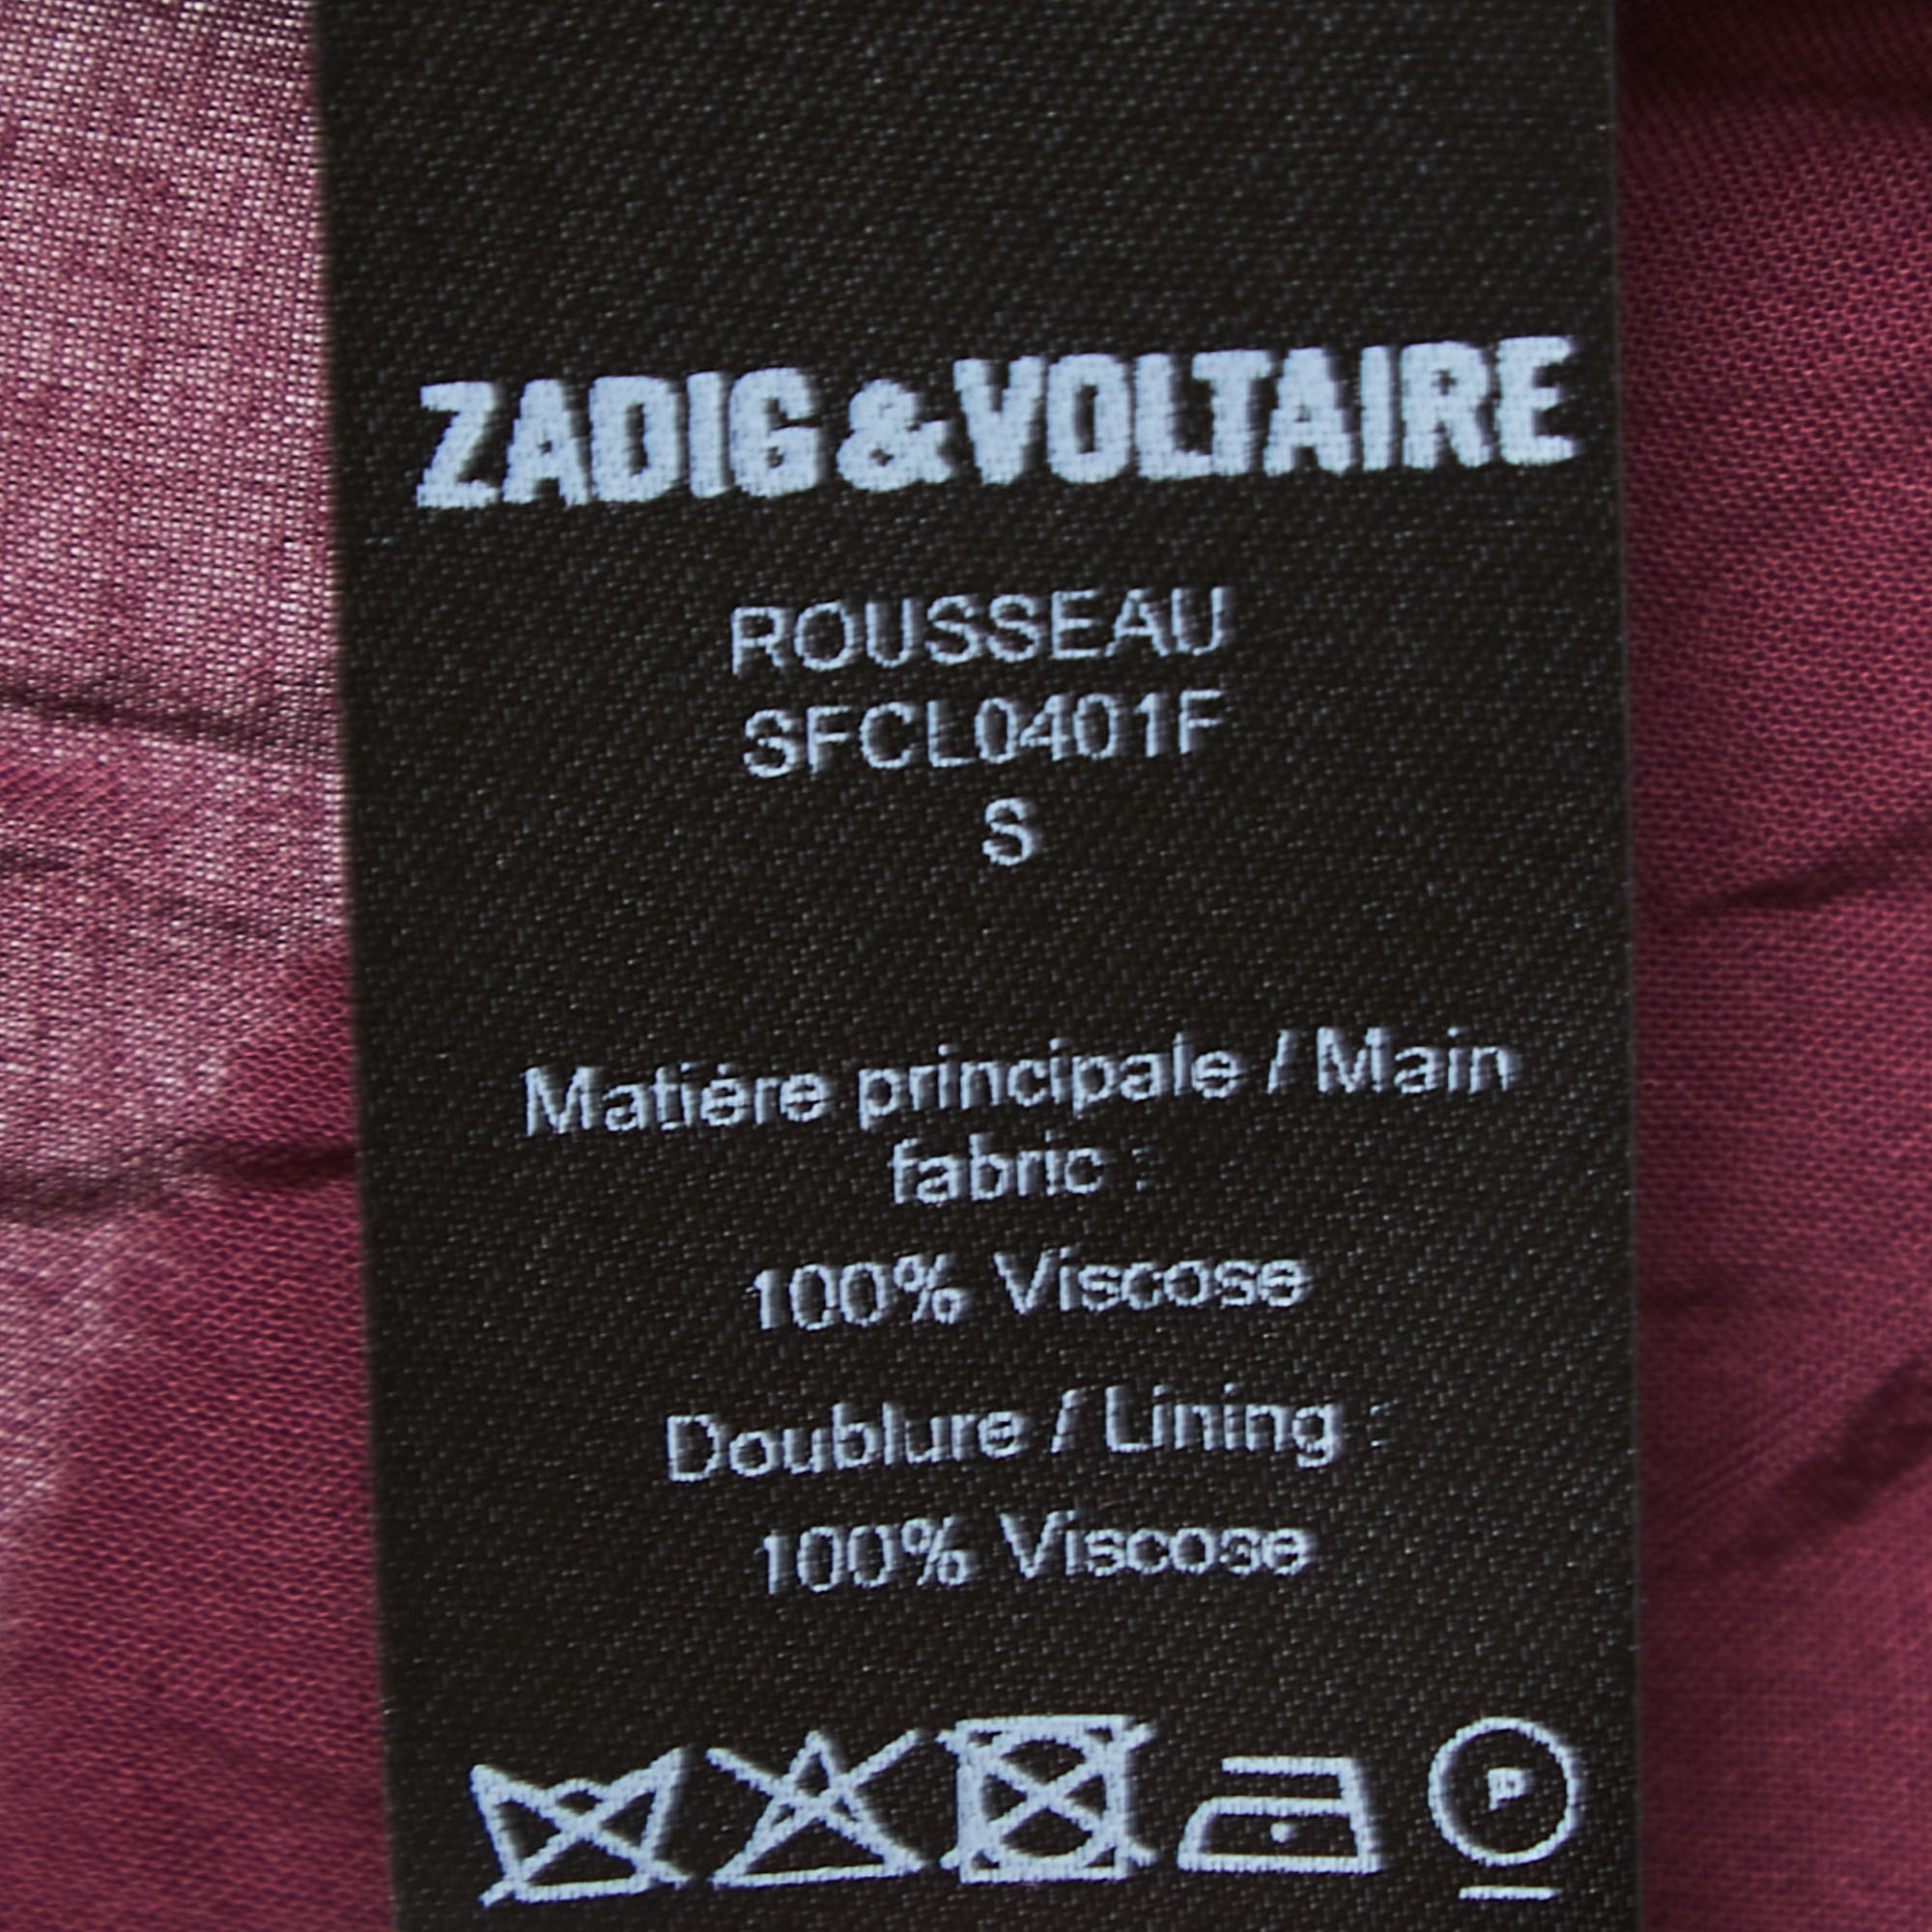 ZADIG & VOLTAIRE
ROUSSEAU
SFCL0401F
S
Matière principale / Main
fabric :
100% Viscose
Doublure / Lining :
100% Viscose
P